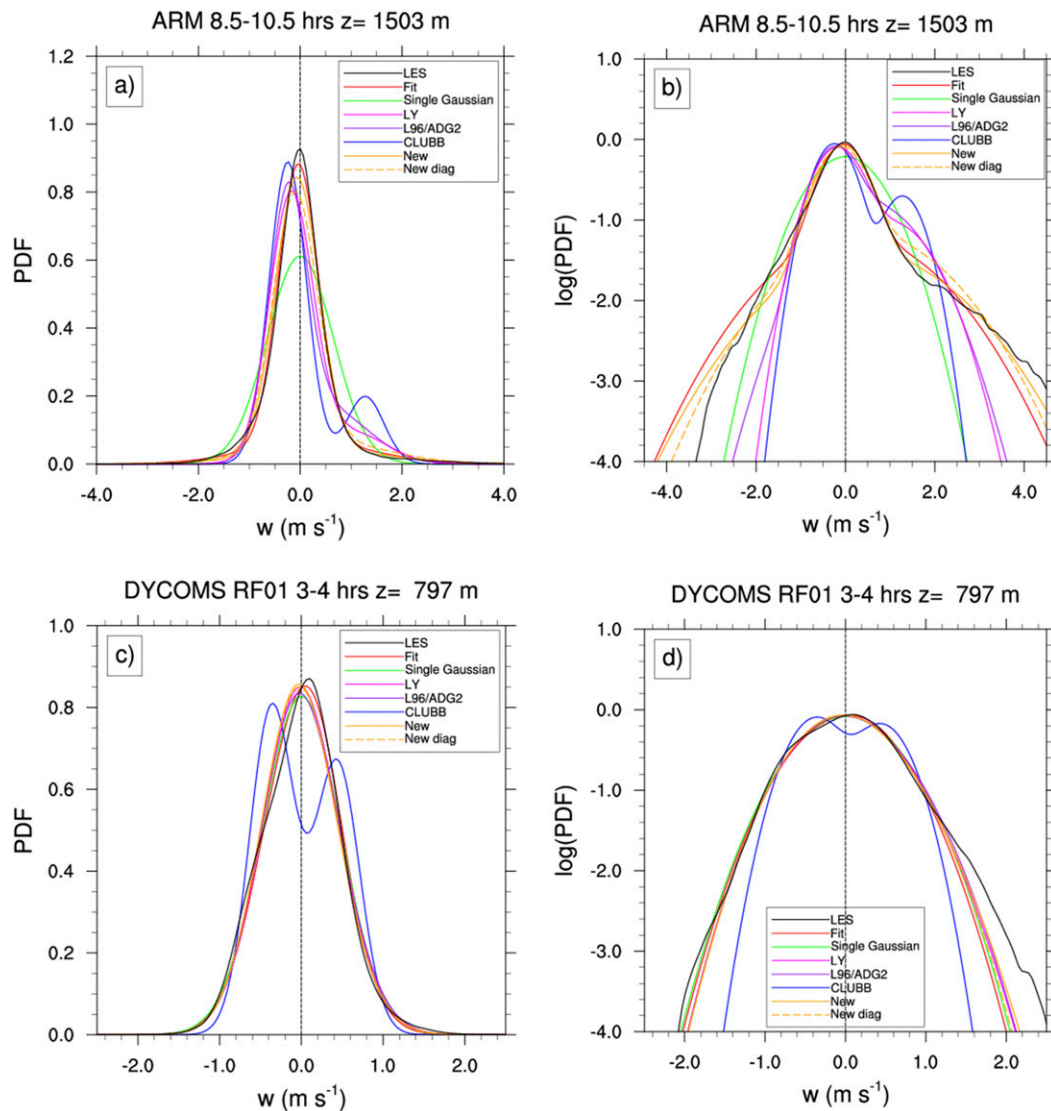 ARM 8.5-10.5 hrs z= 1503 m
a)
LES
Fit
Single Gaussian
LY
L96/ADG2
CLUBB
New
New diag
PDF
1.2
1.0
0.8
0.6
0.4
0.2
0.0
-4.0 -2.0 0.0 2.0 4.0
w (m s-1)
ARM 8.5-10.5 hrs z= 1503 m
b)
LES
Fit
Single Gaussian
LY
L96/ADG2
CLUBB
New
New diag
log(PDF)
1.0
0.0
-1.0
-2.0
-3.0
-4.0
-4.0 -2.0 0.0 2.0 4.0
w (m s-1)
DYCOMS RF01 3-4 hrs z= 797 m
c)
LES
Fit
Single Gaussian
LY
L96/ADG2
CLUBB
New
New diag
PDF
1.0
0.8
0.6
0.4
0.2
0.0
-2.0 -1.0 0.0 1.0 2.0
w (m s-1)
DYCOMS RF01 3-4 hrs z= 797 m
d)
log(PDF)
1.0
0.0
-1.0
-2.0
-3.0
-4.0
LES
Fit
Single Gaussian
LY
L96/ADG2
CLUBB
New
New diag
-2.0 -1.0 0.0 1.0 2.0
w (m s-1)